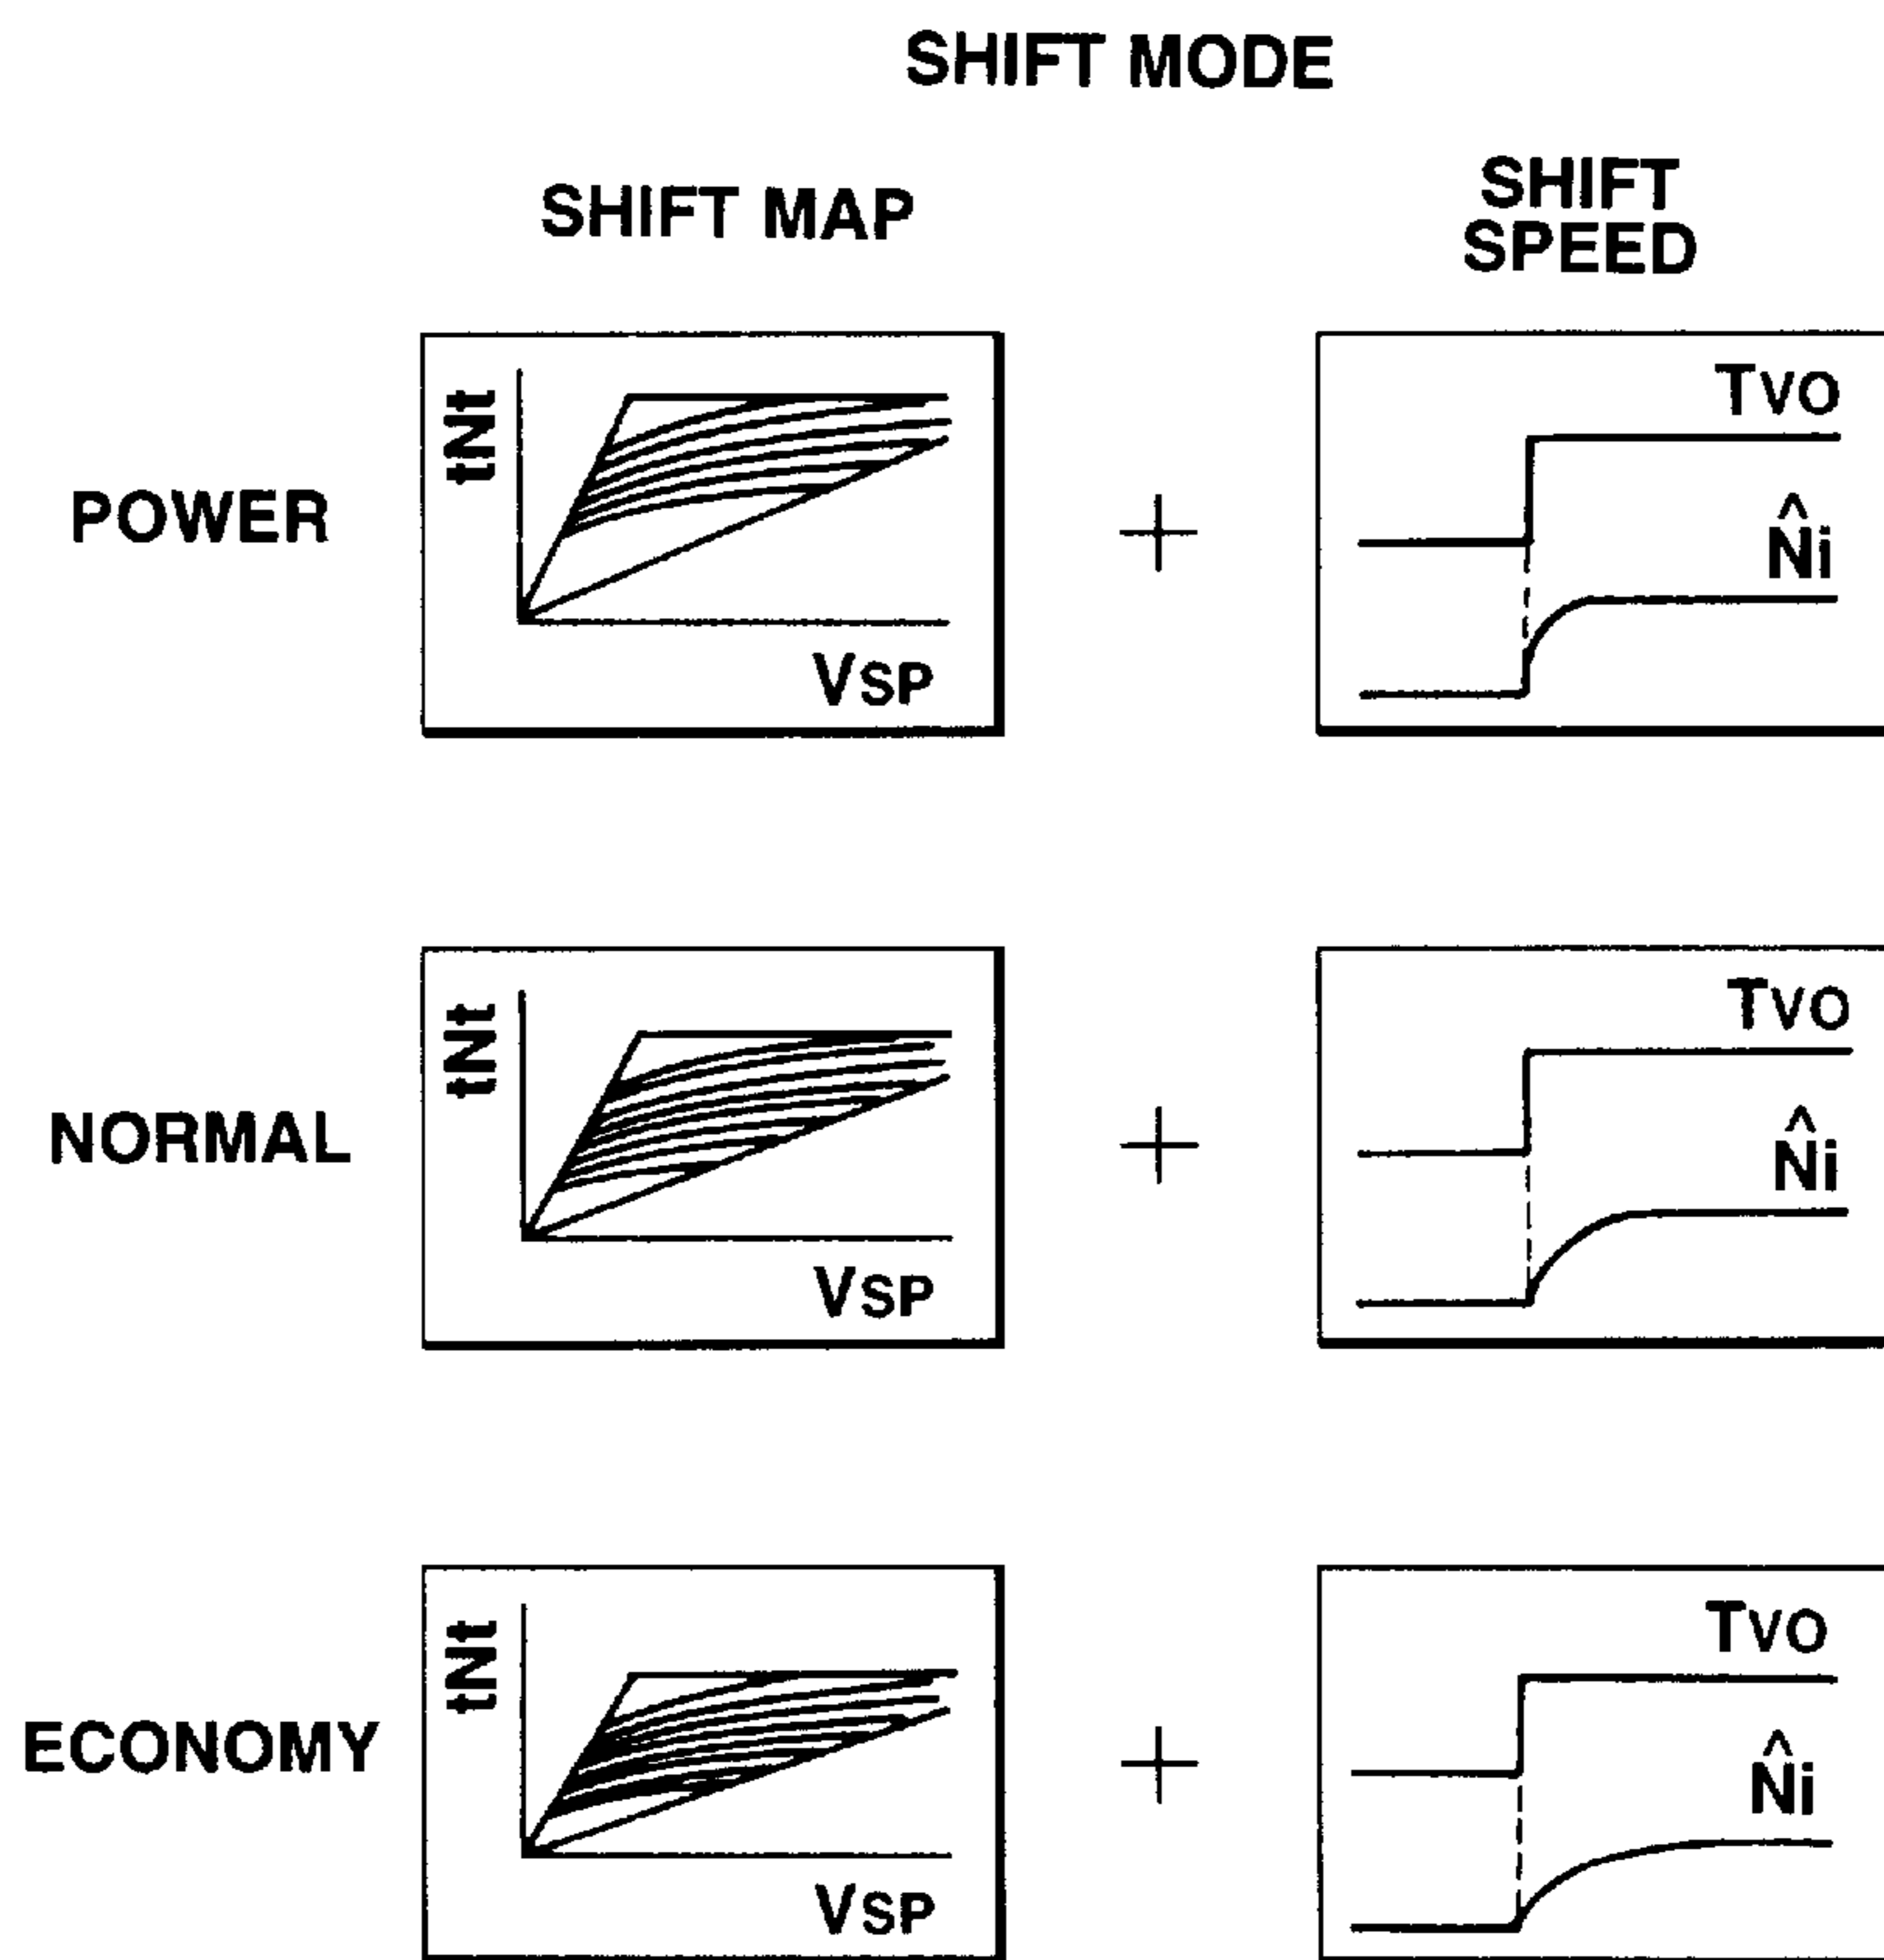 SHIFT MODE
SHIFT MAP
SHIFT
SPEED
POWER
tNt
VSP
+
TVO
N̂i
NORMAL
tNt
VSP
+
TVO
N̂i
ECONOMY
tNt
VSP
+
TVO
N̂i